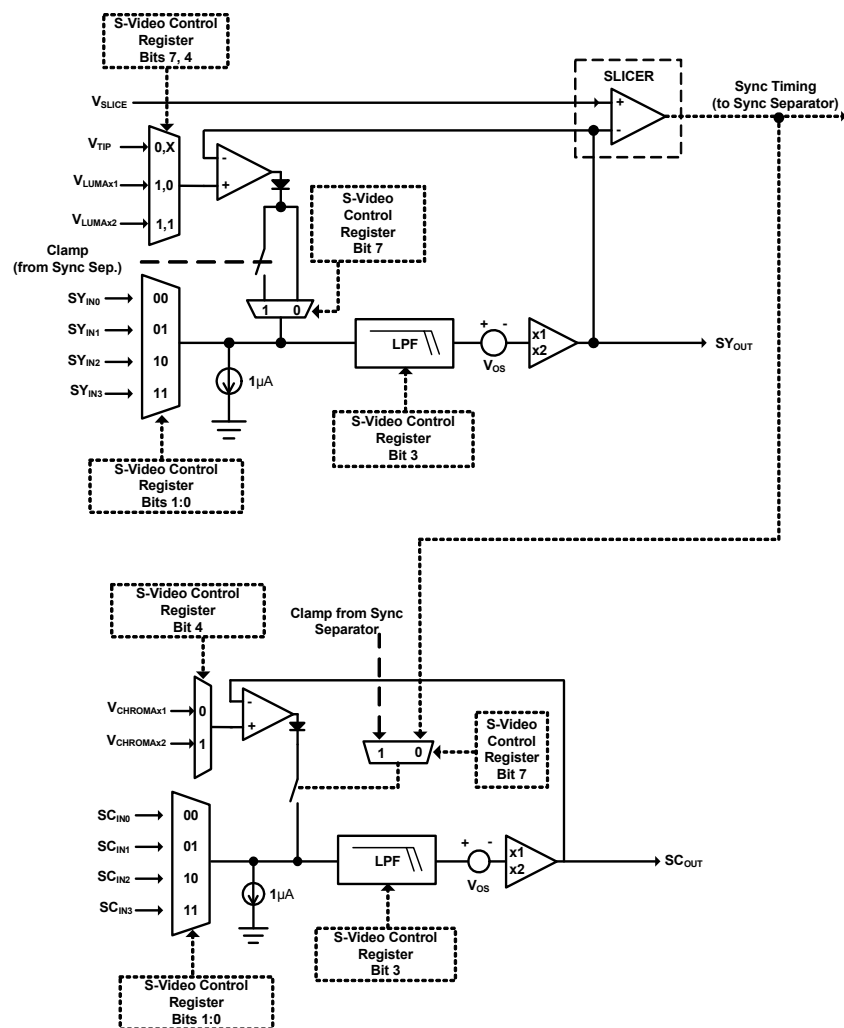 S-Video Control
Register
Bits 7, 4
SLICER
Sync Timing
(to Sync Separator)
VSLICE
+
-
VTIP
0,X
-
VLUMAx1
1,0
+
VLUMAx2
1,1
S-Video
Control
Register
Bit 7
Clamp
(from Sync Sep.)
SYIN0
00
1
0
SYIN1
01
SYIN2
10
SYIN3
11
1µA
LPF
+
-
VOS
x1
x2
SYOUT
S-Video Control
Register
Bit 3
S-Video Control
Register
Bits 1:0
S-Video Control
Register
Bit 4
Clamp from Sync
Separator
VCHROMAx1
0
-
VCHROMAx2
1
+
1
0
S-Video
Control
Register
Bit 7
SCIN0
00
SCIN1
01
SCIN2
10
SCIN3
11
1µA
LPF
+
-
VOS
x1
x2
SCOUT
S-Video Control
Register
Bit 3
S-Video Control
Register
Bits 1:0